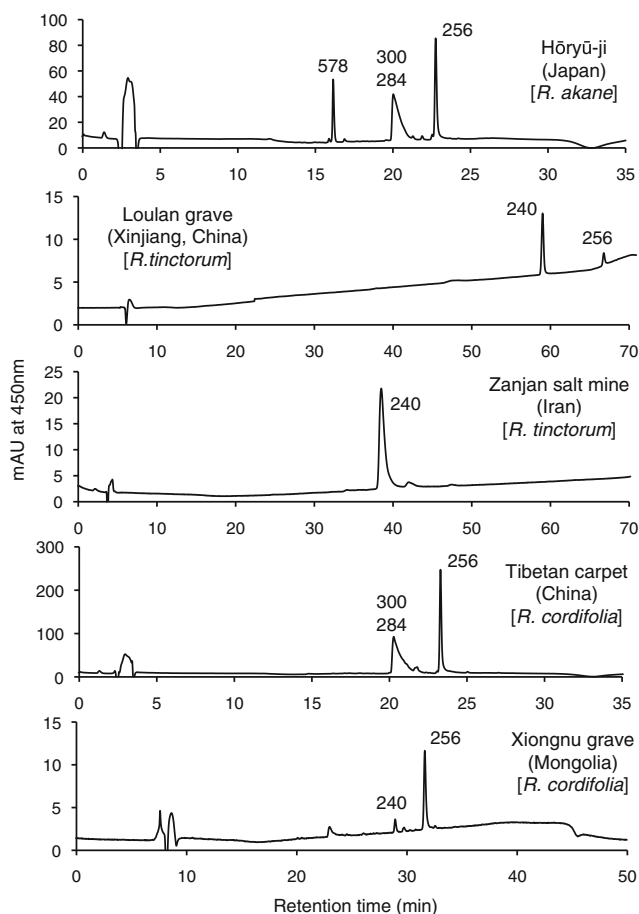 100
80
60
40
20
0
578
300
284
256
Hōryū-ji
(Japan)
[R. akane]
0 5 10 15 20 25 30 35
15
10
5
0
Loulan grave
(Xinjiang, China)
[R.tinctorum]
240
256
0 10 20 30 40 50 60 70
mAU at 450nm
25
20
15
10
5
0
240
Zanjan salt mine
(Iran)
[R. tinctorum]
0 10 20 30 40 50 60 70
300
200
100
0
300
284
256
Tibetan carpet
(China)
[R. cordifolia]
0 5 10 15 20 25 30 35
15
10
5
0
240
256
Xiongnu grave
(Mongolia)
[R. cordifolia]
0 10 20 30 40 50
Retention time (min)